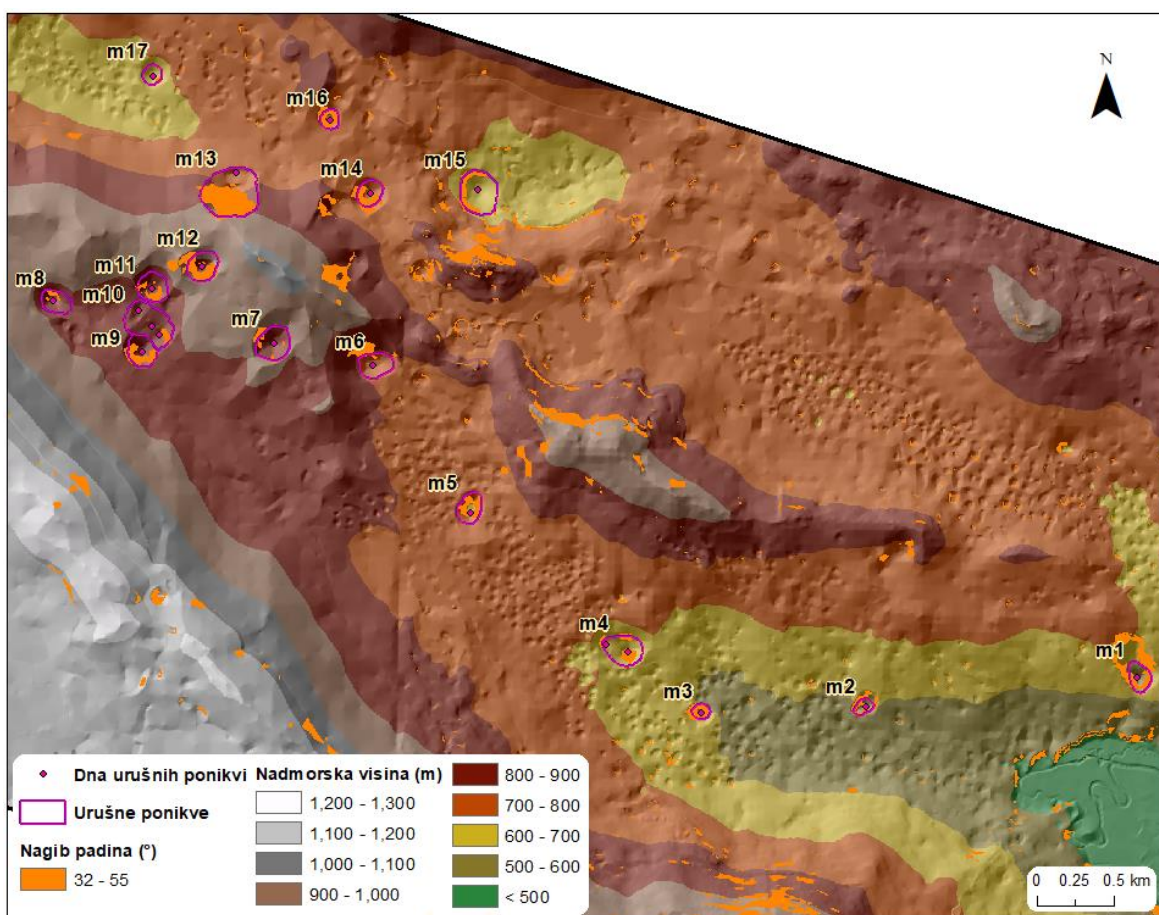 m17
N
m16
m13
m14
m15
m12
m11
m8
m10
m7
m9
m6
m5
m4
m1
m3
m2
Dna urušnih ponikvi
Urušne ponikve
Nagib padina (°)
32 - 55
Nadmorska visina (m)
1,200 - 1,300
1,100 - 1,200
1,000 - 1,100
900 - 1,000
800 - 900
700 - 800
600 - 700
500 - 600
< 500
0 0.25 0.5 km